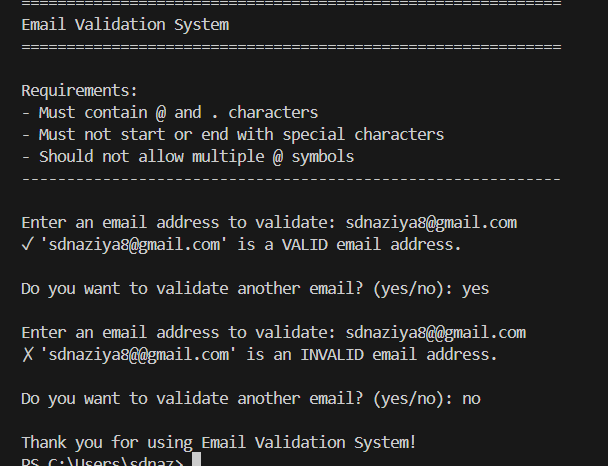 ============================================================
Email Validation System
============================================================
Requirements:
- Must contain @ and . characters
- Must not start or end with special characters
- Should not allow multiple @ symbols
------------------------------------------------------------
Enter an email address to validate: sdnaziya8@gmail.com
✓ 'sdnaziya8@gmail.com' is a VALID email address.
Do you want to validate another email? (yes/no): yes
Enter an email address to validate: sdnaziya8@@gmail.com
✗ 'sdnaziya8@@gmail.com' is an INVALID email address.
Do you want to validate another email? (yes/no): no
Thank you for using Email Validation System!
PS C:\Users\sdnaz>